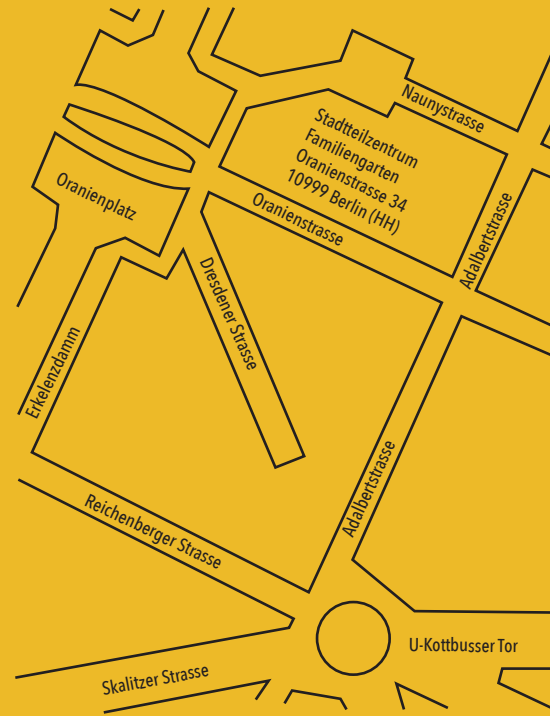 Naunystrasse
Stadtteilzentrum
Familiengarten
Oranienstrasse 34
10999 Berlin (HH)
Oranienplatz
Oranienstrasse
Adalbertstrasse
Dresdener Strasse
Erkelenzdamm
Adalbertstrasse
Reichenberger Strasse
U-Kottbusser Tor
Skalitzer Strasse